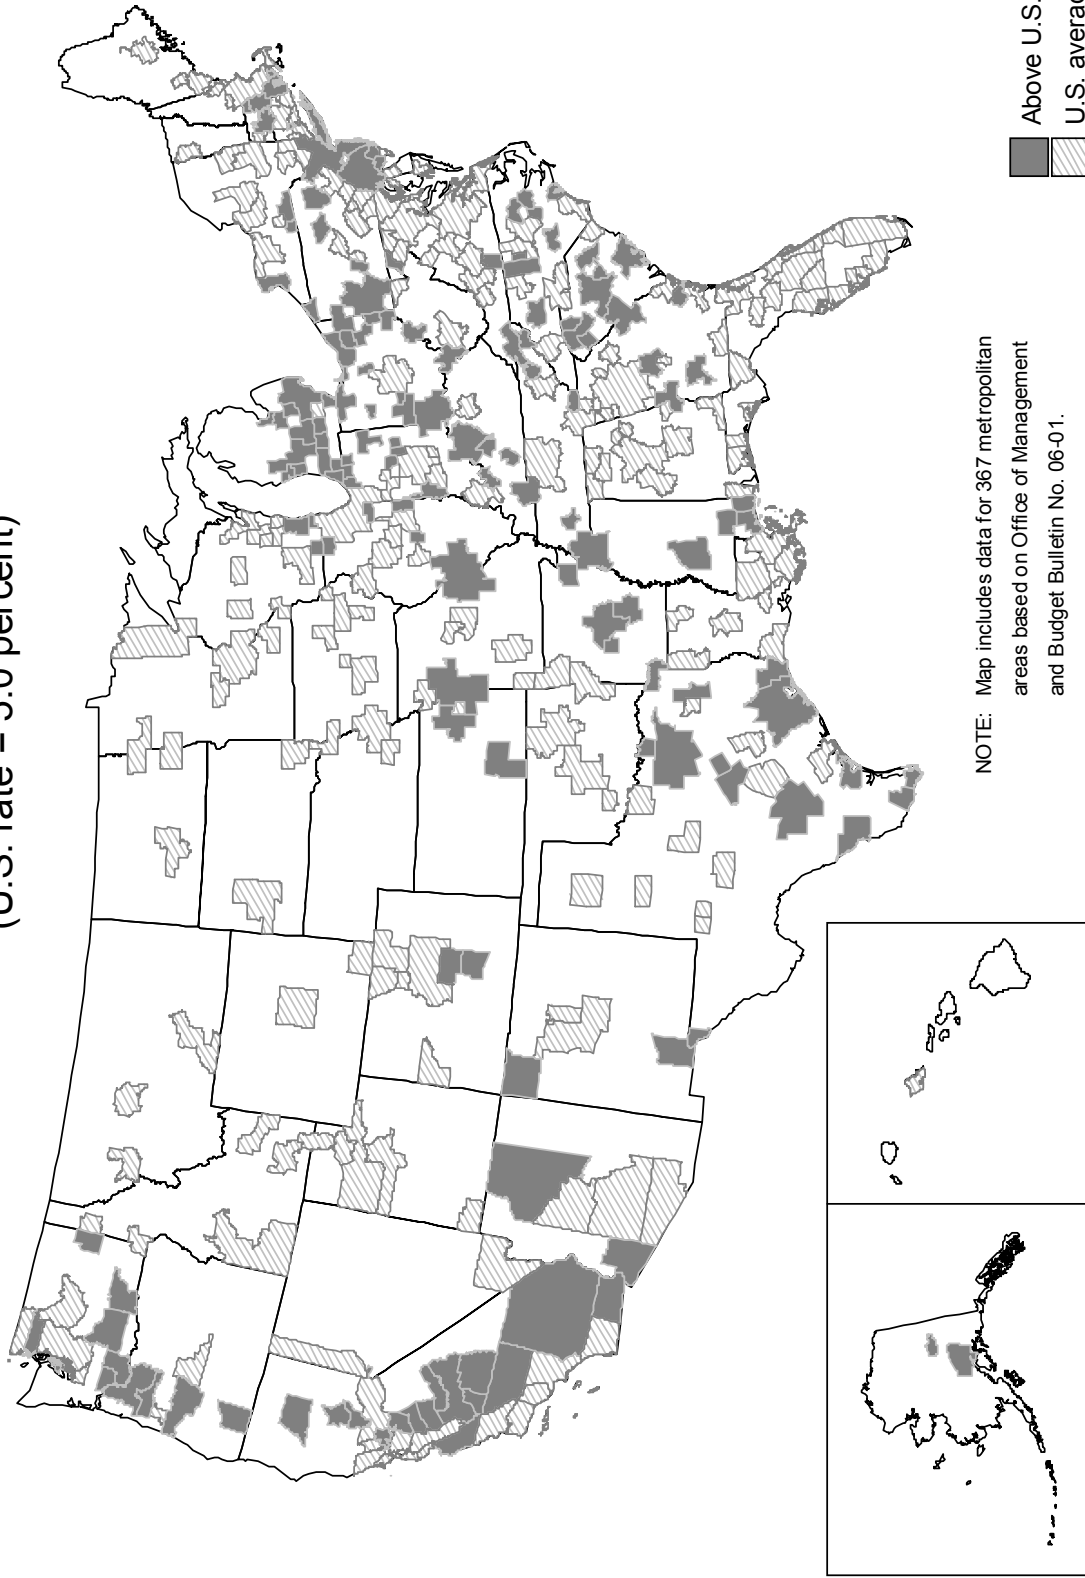 (U.S. rate = 5.0 percent)
Above U.S.
U.S. averag
NOTE: Map includes data for 367 metropolitan
areas based on Office of Management
and Budget Bulletin No. 06-01.